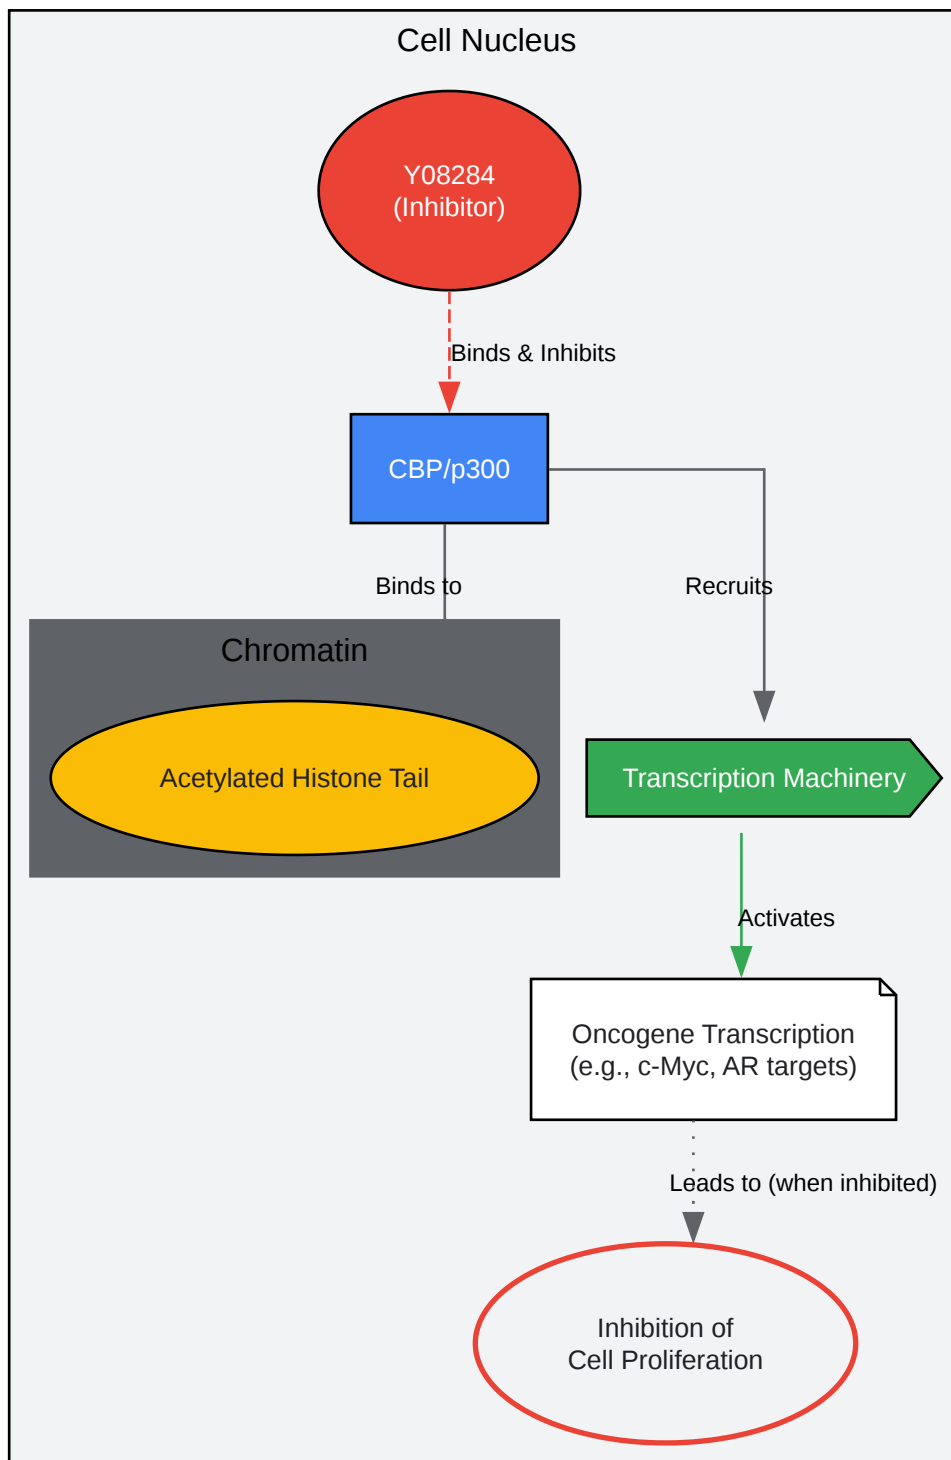 Cell Nucleus
Y08284
(Inhibitor)
Binds & Inhibits
CBP/p300
Binds to
Recruits
Chromatin
Acetylated Histone Tail
Transcription Machinery
Activates
Oncogene Transcription
(e.g., c-Myc, AR targets)
Leads to (when inhibited)
Inhibition of
Cell Proliferation